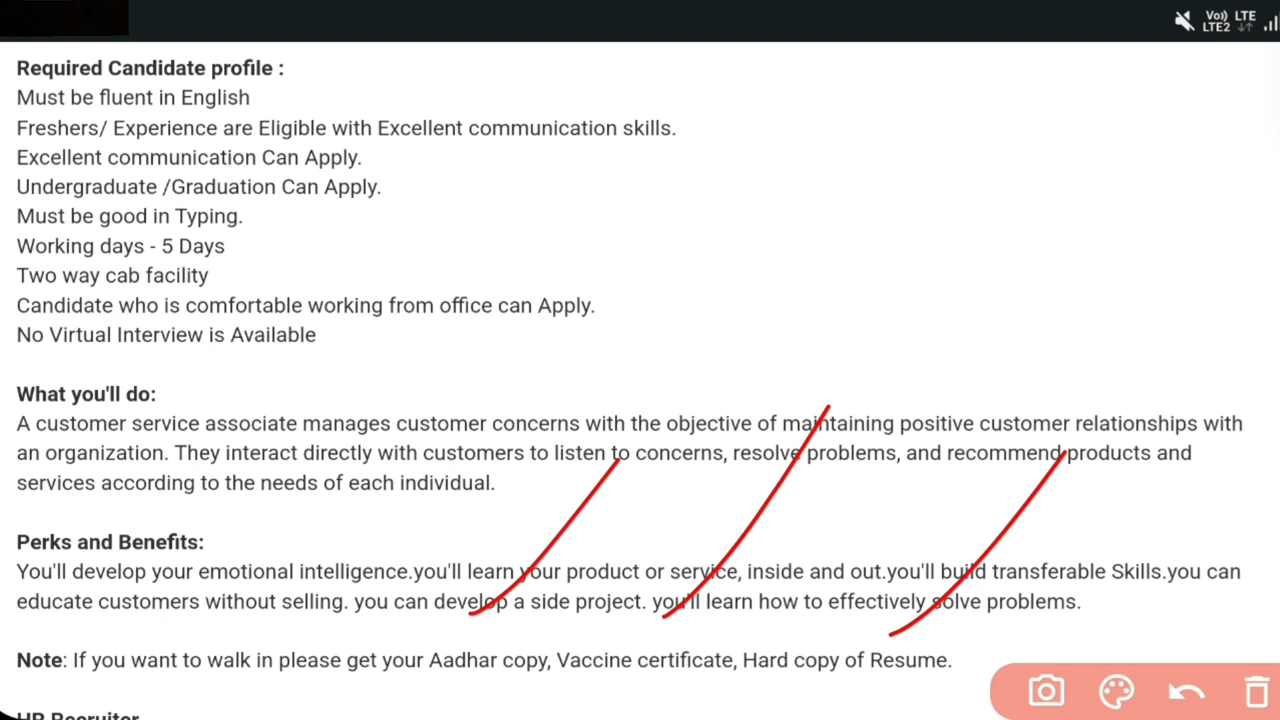 Vo) LTE
LTE2
Required Candidate profile :
Must be fluent in English
Freshers/ Experience are Eligible with Excellent communication skills.
Excellent communication Can Apply.
Undergraduate /Graduation Can Apply.
Must be good in Typing.
Working days - 5 Days
Two way cab facility
Candidate who is comfortable working from office can Apply.
No Virtual Interview is Available
What you'll do:
A customer service associate manages customer concerns with the objective of maintaining positive customer relationships with
an organization. They interact directly with customers to listen to concerns, resolve problems, and recommend products and
services according to the needs of each individual.
Perks and Benefits:
You'll develop your emotional intelligence.you'll learn your product or service, inside and out.you'll build transferable Skills.you can
educate customers without selling. you can develop a side project. you'll learn how to effectively solve problems.
Note: If you want to walk in please get your Aadhar copy, Vaccine certificate, Hard copy of Resume.
HR Recruiter